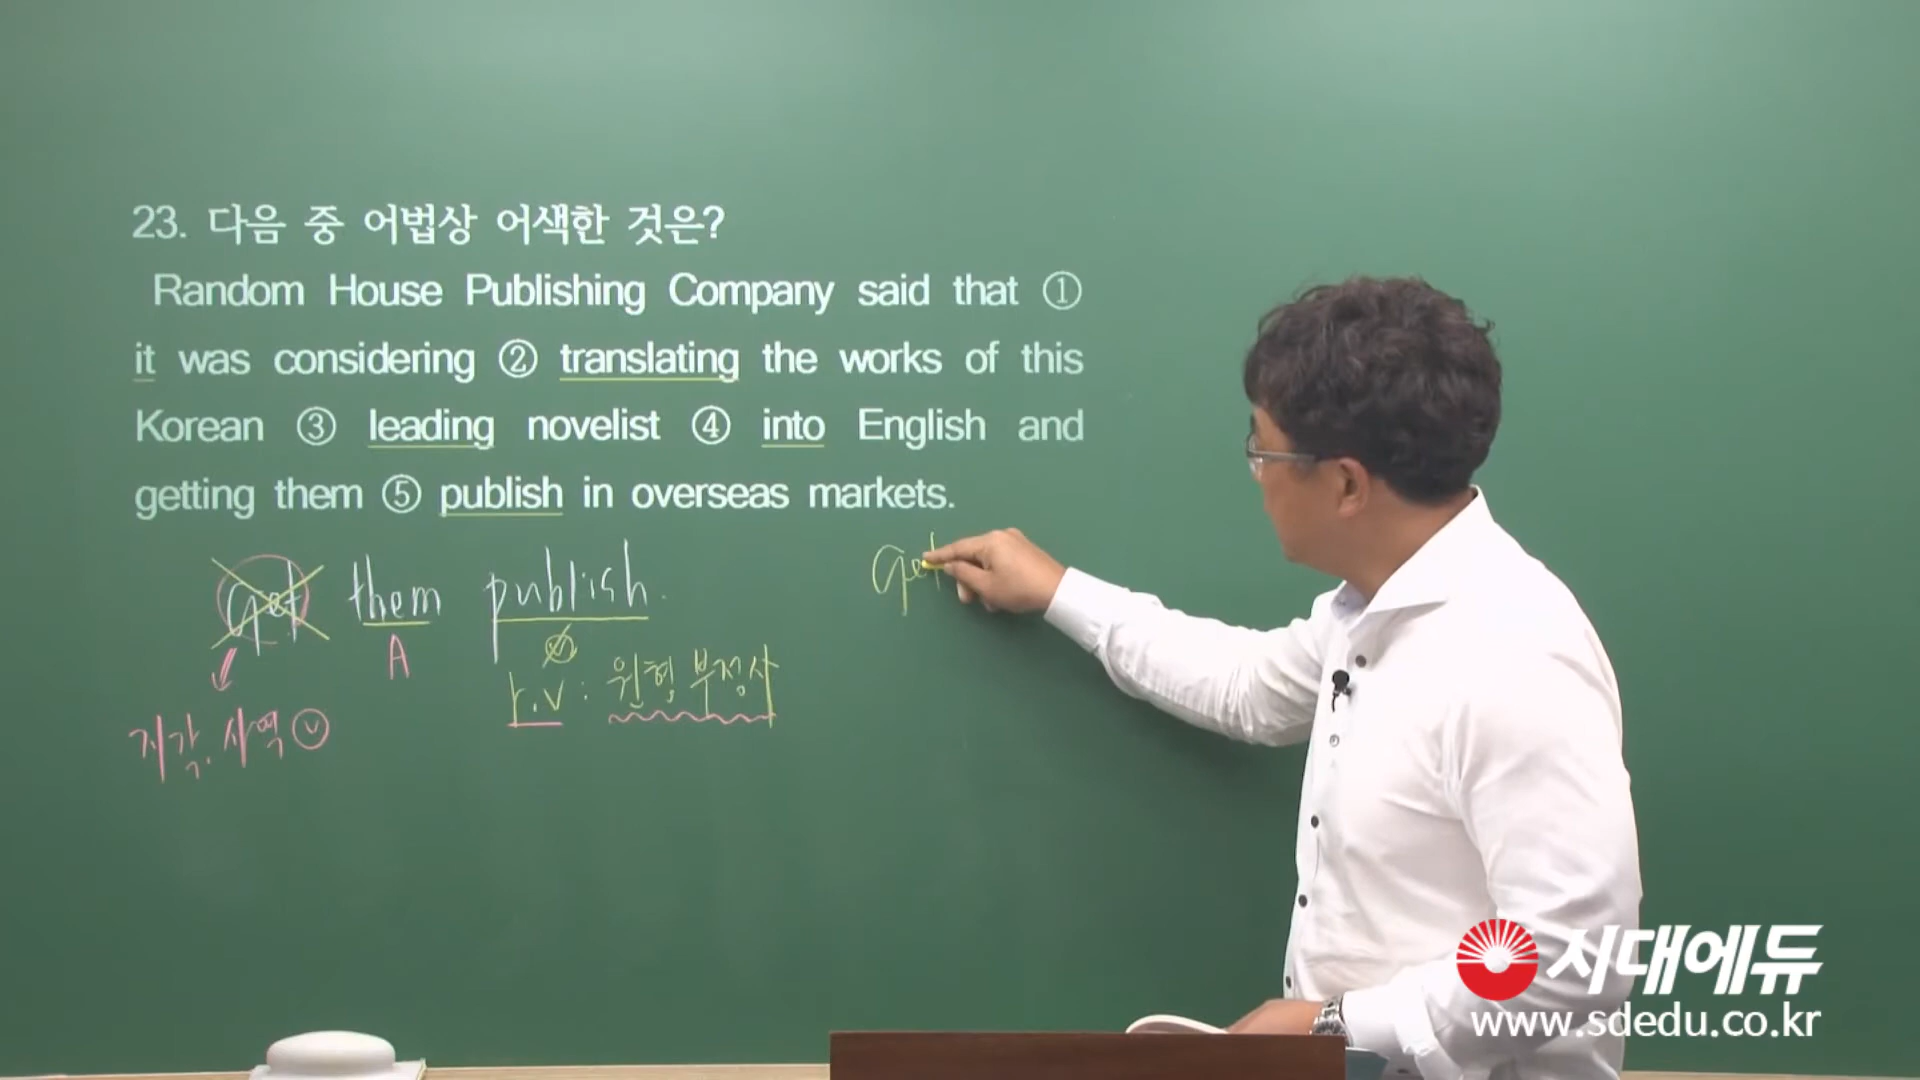 23. 다음 중 어법상 어색한 것은?
Random House Publishing Company said that ①
it was considering ② translating the works of this
Korean ③ leading novelist ④ into English and
getting them ⑤ publish in overseas markets.
get them publish.
get
A
r.v : 원형 부정사
지각. 사역 ⓥ
시대에듀
www.sdedu.co.kr